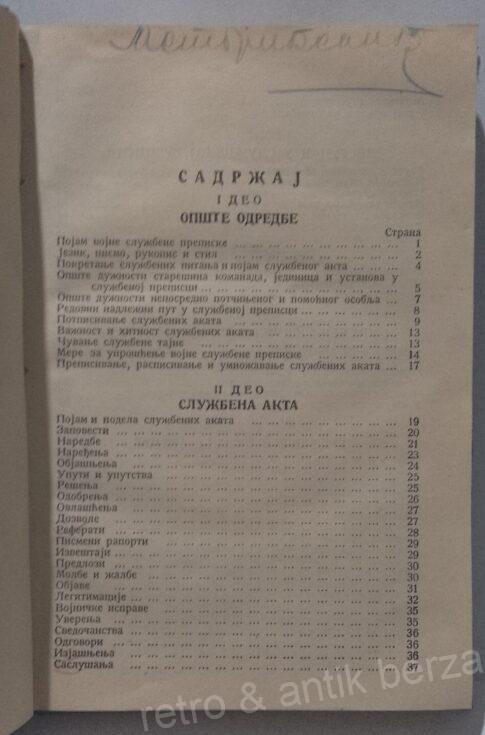 САДРЖАЈ
I ДЕО
ОПШТЕ ОДРЕДБЕ
Страна
Појам војне службене преписке ... 1
Језик, писмо, рукопис и стил ... 2
Покретање службених питања и појам службеног акта ... 4
Опште дужности старешина команада, јединица и установа у
службеној преписци ... 5
Опште дужности непосредно потчињеног и помоћног особља ... 7
Редовни надлежни пут у службеној преписци ... 8
Потписивање службених аката ... 9
Важност и хитност службених аката ... 13
Чување службене тајне ... 13
Мере за упрошћење војне службене преписке ... 14
Преписивање, расписивање и умножавање службених аката ... 17
II ДЕО
СЛУЖБЕНА АКТА
Појам и подела службених аката ... 19
Заповести ... 20
Наредбе ... 21
Наређења ... 23
Објашњења ... 24
Упути и упутства ... 25
Решења ... 25
Одобрења ... 26
Овлашћења ... 27
Дозволе ... 27
Реферати ... 28
Писмени рапорти ... 29
Извештаји ... 29
Предлози ... 30
Молбе и жалбе ... 30
Објаве ... 31
Легитимације ... 32
Војничке исправе ... 35
Уверења ... 35
Сведочанства ... 36
Одговори ... 36
Изјашњења ... 36
Саслушања ... 37
retro & antik berza